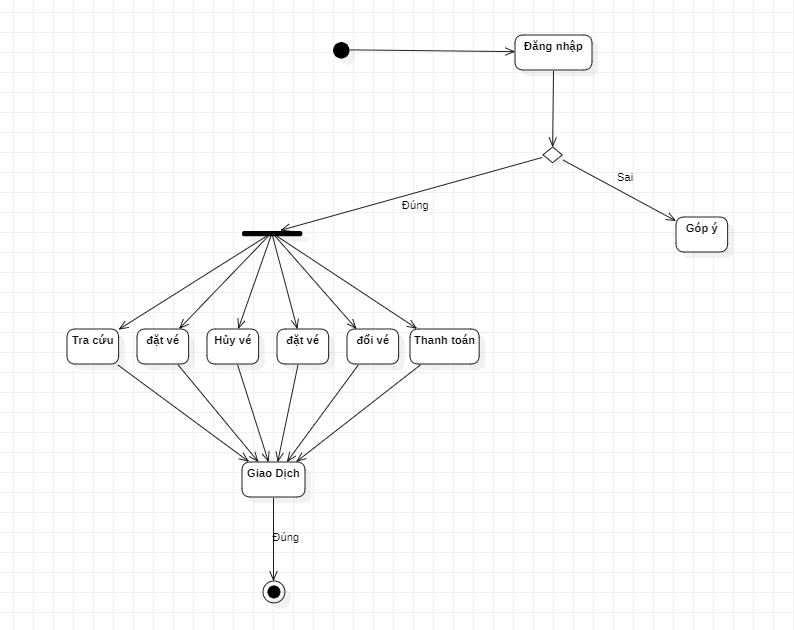 Đăng nhập
Sai
Đúng
Góp ý
Tra cứu
đặt vé
Hủy vé
đặt vé
đổi vé
Thanh toán
Giao Dịch
Đúng